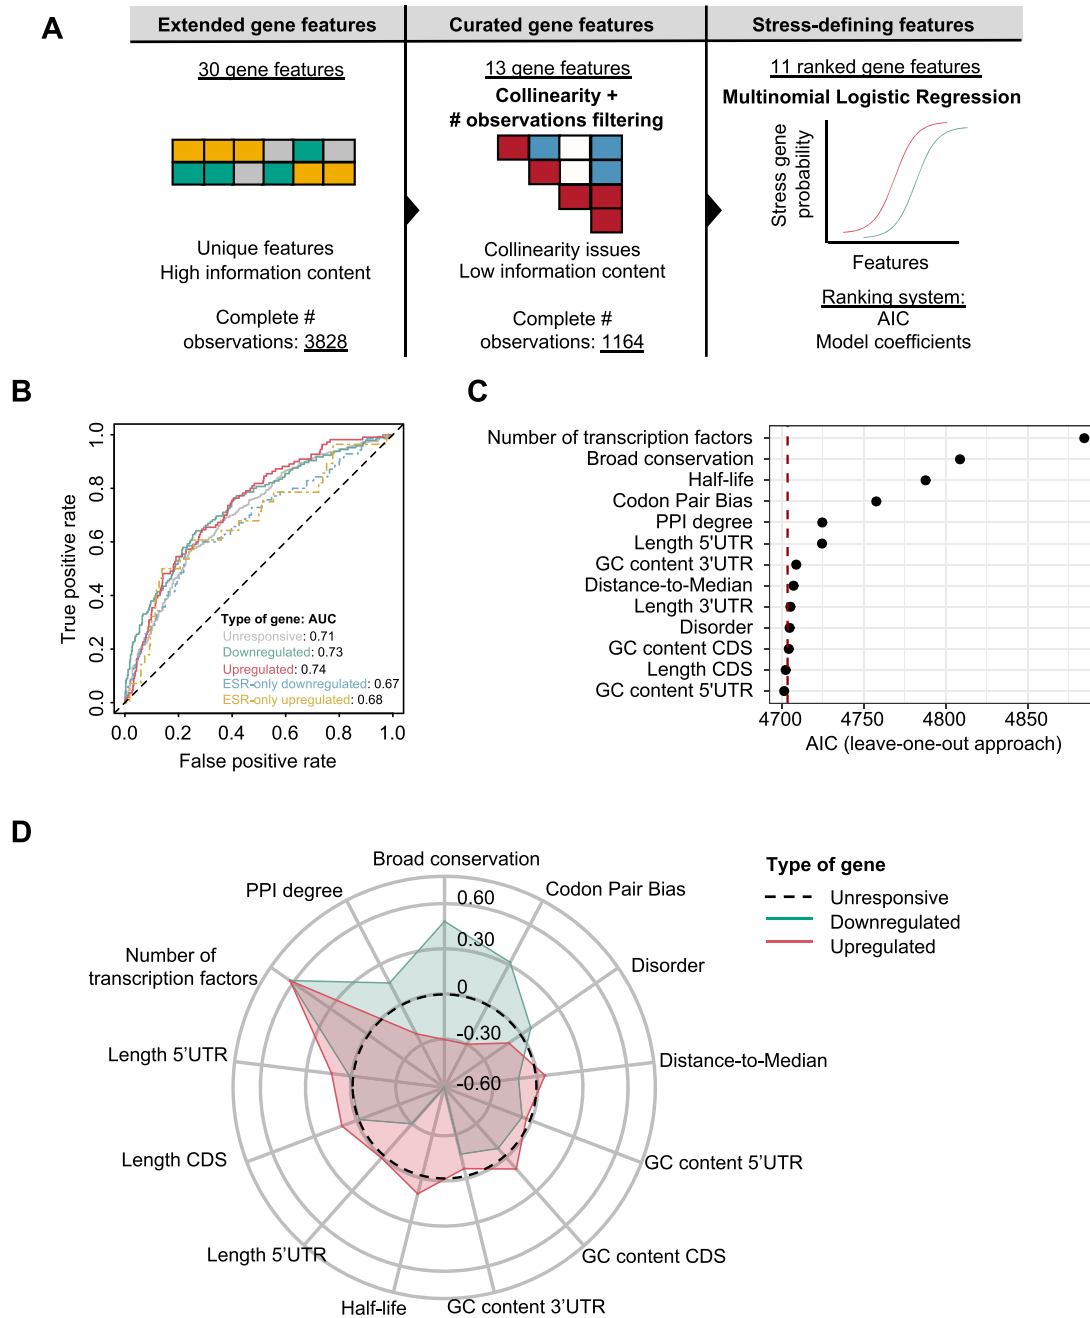 A
Extended gene features
Curated gene features
Stress-defining features
30 gene features
13 gene features
11 ranked gene features
Collinearity +
# observations filtering
Multinomial Logistic Regression
Stress gene
probability
Features
Unique features
High information content
Collinearity issues
Low information content
Ranking system:
AIC
Model coefficients
Complete #
observations: 3828
Complete #
observations: 1164
B
True positive rate
1.0
0.8
0.6
0.4
0.2
0.0
Type of gene: AUC
Unresponsive: 0.71
Downregulated: 0.73
Upregulated: 0.74
ESR-only downregulated: 0.67
ESR-only upregulated: 0.68
0.0 0.2 0.4 0.6 0.8 1.0
False positive rate
C
Number of transcription factors
Broad conservation
Half-life
Codon Pair Bias
PPI degree
Length 5'UTR
GC content 3'UTR
Distance-to-Median
Length 3'UTR
Disorder
GC content CDS
Length CDS
GC content 5'UTR
4700 4750 4800 4850
AIC (leave-one-out approach)
D
Broad conservation
Codon Pair Bias
Disorder
Distance-to-Median
GC content 5'UTR
GC content CDS
GC content 3'UTR
Half-life
Length 5'UTR
Length CDS
Length 5'UTR
Number of
transcription factors
PPI degree
0.60
0.30
0
-0.30
-0.60
Type of gene
Unresponsive
Downregulated
Upregulated